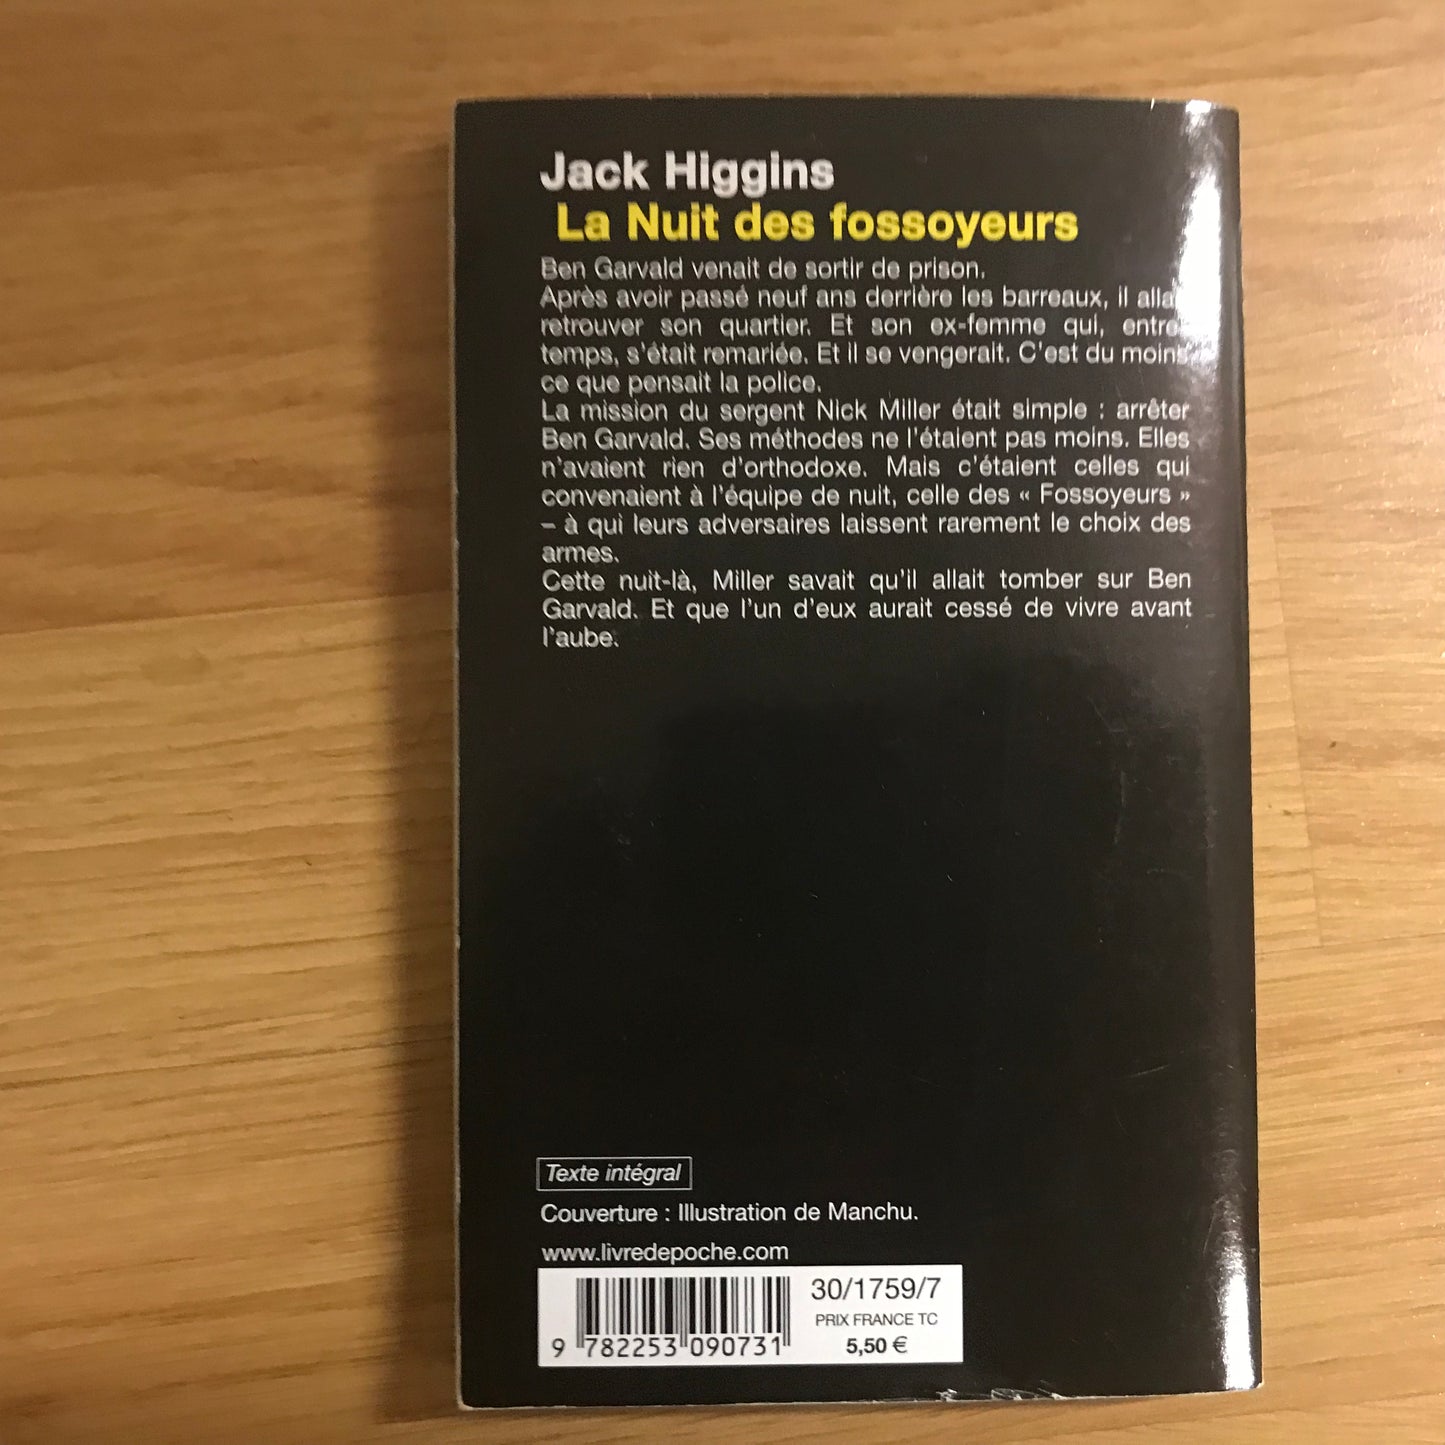 Jack Higgins
La Nuit des fossoyeurs
Ben Garvald venait de sortir de prison.
Après avoir passé neuf ans derrière les barreaux, il
retrouver son quartier. Et son ex-femme qui, entre-
temps, s'était remariée. Et il se vengerait. C'est du moins
ce que pensait la police.
La mission du sergent Nick Miller était simple : arrêter
Ben Garvald. Ses méthodes ne l'étaient pas moins. Elles
n'avaient rien d'orthodoxe. Mais c'étaient celles qui
convenaient à l'équipe de nuit, celle des « Fossoyeurs »
– à qui leurs adversaires laissent rarement le choix des
armes.
Cette nuit-là, Miller savait qu'il allait tomber sur Ben
Garvald. Et que l'un d'eux aurait cessé de vivre avant
l'aube.
Texte intégral
Couverture : Illustration de Manchu.
www.livredepoche.com
30/1759/7
PRIX FRANCE TC
5,50 €
9 782253 090731